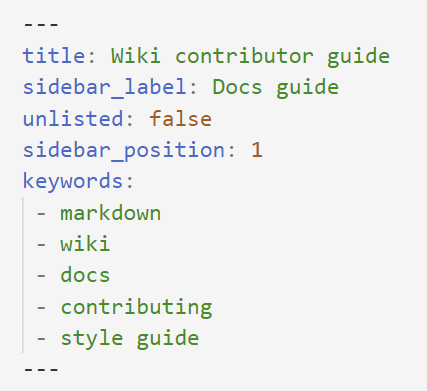 ---
title: Wiki contributor guide
sidebar_label: Docs guide
unlisted: false
sidebar_position: 1
keywords:
- markdown
- wiki
- docs
- contributing
- style guide
---